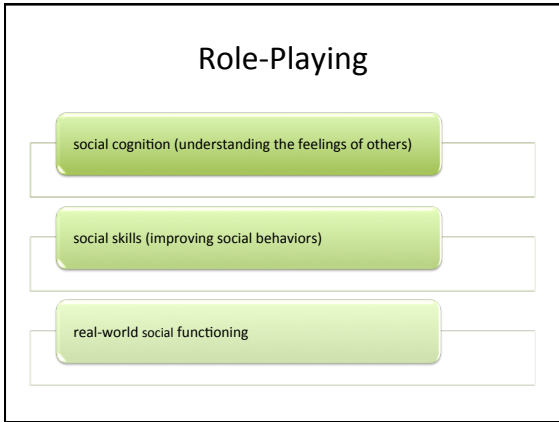 Role-Playing
social cognition (understanding the feelings of others)
social skills (improving social behaviors)
real-world social functioning